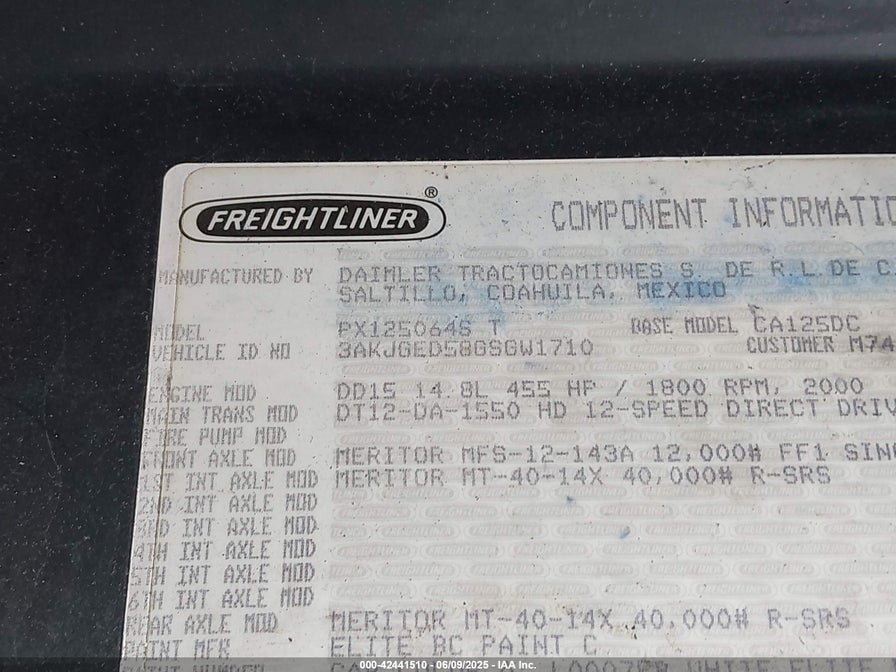 FREIGHTLINER ®
COMPONENT INFORMATIO
MANUFACTURED BY DAIMLER TRACTOCAMIONES S. DE R.L.DE C.
SALTILLO, COAHUILA, MEXICO
MODEL PX125064S T BASE MODEL CA125DC
VEHICLE ID NO 3AKJGED58GSGW1710 CUSTOMER M74
ENGINE MOD DD15 14.8L 455 HP / 1800 RPM, 2000
MAIN TRANS MOD DT12-DA-1550 HD 12-SPEED DIRECT DRIV
FIRE PUMP MOD
FRONT AXLE MOD MERITOR MFS-12-143A 12,000# FF1 SING
1ST INT AXLE MOD MERITOR MT-40-14X 40,000# R-SRS
2ND INT AXLE MOD
3RD INT AXLE MOD
4TH INT AXLE MOD
5TH INT AXLE MOD
6TH INT AXLE MOD
REAR AXLE MOD MERITOR MT-40-14X 40,000# R-SRS
PAINT MFR ELITE BC PAINT C
000-42441510 | 06/09/2025 - IAA Inc.